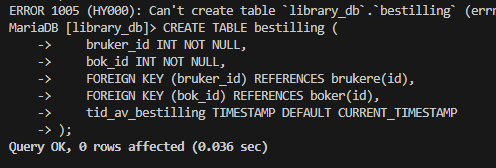 ERROR 1005 (HY000): Can't create table `library_db`.`bestilling` (err
MariaDB [library_db]> CREATE TABLE bestilling (
    ->     bruker_id INT NOT NULL,
    ->     bok_id INT NOT NULL,
    ->     FOREIGN KEY (bruker_id) REFERENCES brukere(id),
    ->     FOREIGN KEY (bok_id) REFERENCES boker(id),
    ->     tid_av_bestilling TIMESTAMP DEFAULT CURRENT_TIMESTAMP
    -> );
Query OK, 0 rows affected (0.036 sec)